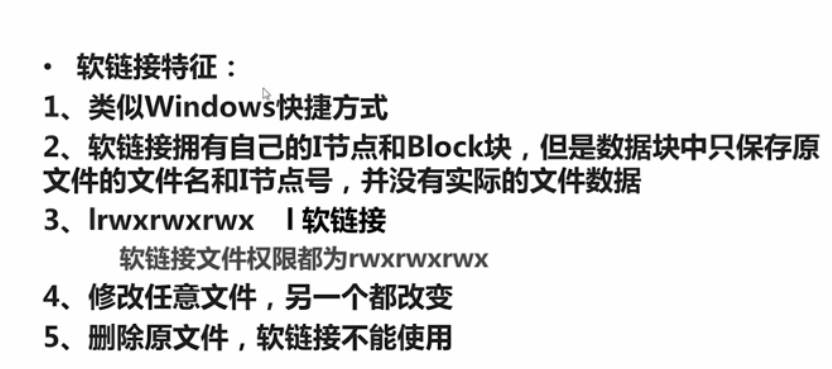 • 软链接特征：
1、类似Windows快捷方式
2、软链接拥有自己的I节点和Block块，但是数据块中只保存原
文件的文件名和I节点号，并没有实际的文件数据
3、lrwxrwxrwx l 软链接
软链接文件权限都为rwxrwxrwx
4、修改任意文件，另一个都改变
5、删除原文件，软链接不能使用